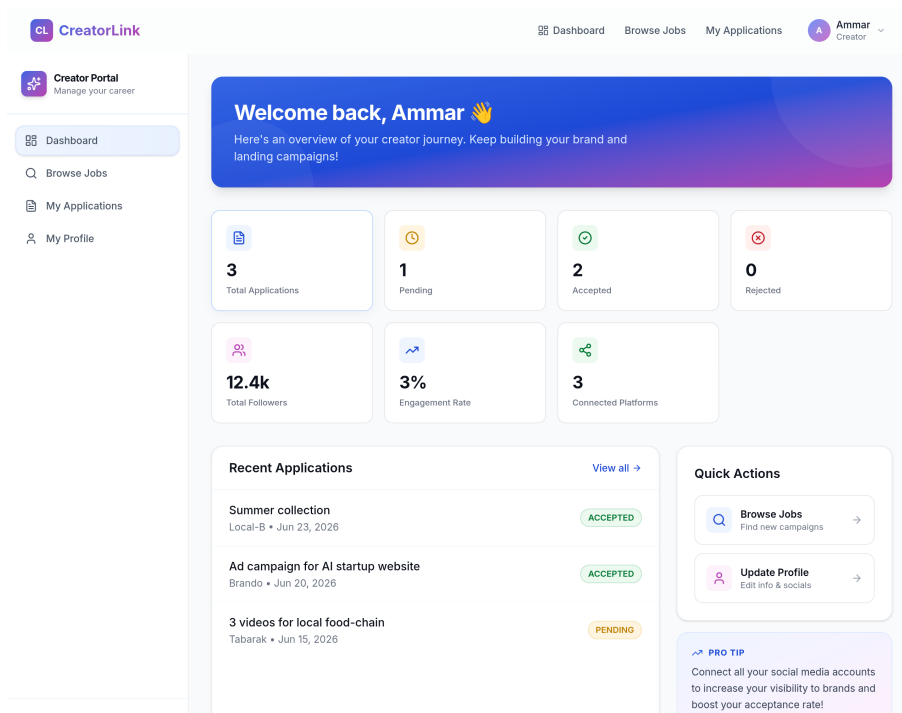 CL CreatorLink
Dashboard
Browse Jobs
My Applications
A
Ammar
Creator
Creator Portal
Manage your career
Dashboard
Browse Jobs
My Applications
My Profile
Welcome back, Ammar 👋
Here's an overview of your creator journey. Keep building your brand and
landing campaigns!
3
Total Applications
1
Pending
2
Accepted
0
Rejected
12.4k
Total Followers
3%
Engagement Rate
3
Connected Platforms
Recent Applications
View all →
Summer collection
Local-B • Jun 23, 2026
ACCEPTED
Ad campaign for AI startup website
Brando • Jun 20, 2026
ACCEPTED
3 videos for local food-chain
Tabarak • Jun 15, 2026
PENDING
Quick Actions
Browse Jobs
Find new campaigns
Update Profile
Edit info & socials
PRO TIP
Connect all your social media accounts
to increase your visibility to brands and
boost your acceptance rate!